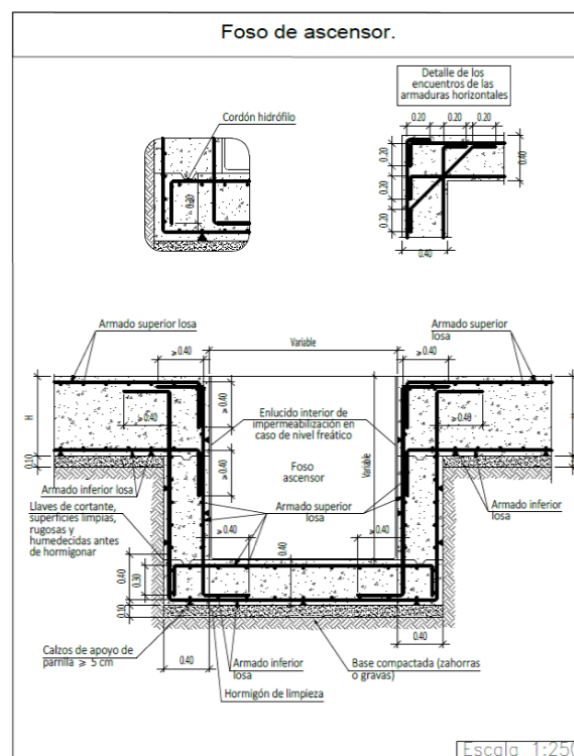 Foso de ascensor.
Detalle de los
encuentros de las
armaduras horizontales
Cordón hidrófilo
0.20 0.20 0.20
0.20
0.40
0.20
0.20
0.20
0.40
Armado superior losa
Variable
Armado superior
losa
≥ 0.40
≥ 0.40
H
≥ 0.40
≥ 0.40
≥ 0.40
Enlucido interior de
impermeabilización en
caso de nivel freático
Variable
Foso
ascensor
≥ 0.40
0.10
Armado inferior losa
Llaves de cortante,
superficies limpias,
rugosas y
humedecidas antes
de hormigonar
Armado superior
losa
Armado inferior
losa
≥ 0.40
≥ 0.40
0.40
0.40
0.30
0.10
Calzos de apoyo de
parrilla ≥ 5 cm
0.40
Armado inferior
losa
Hormigón de limpieza
Base compactada (zahorras
o gravas)
0.40
Escala 1:250